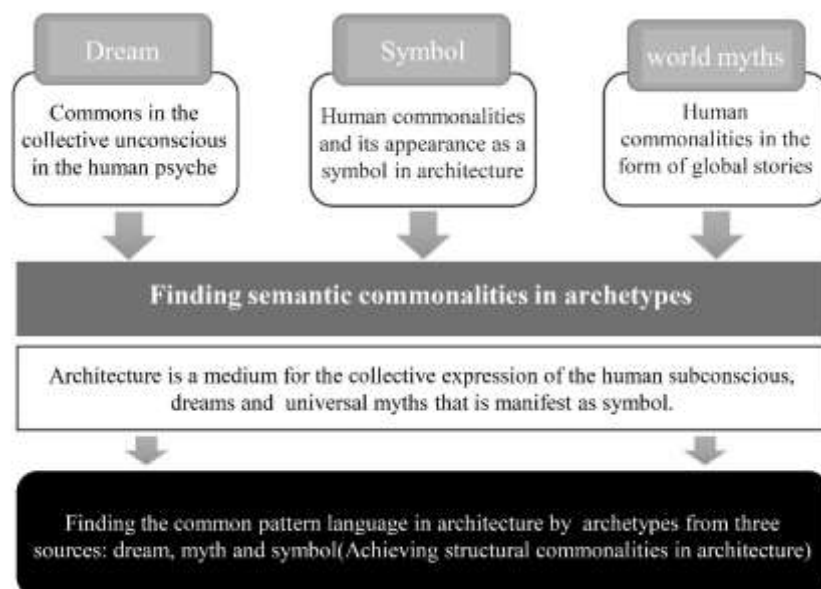 Dream
Commons in the
collective unconscious
in the human psyche
Symbol
Human commonalities
and its appearance as a
symbol in architecture
world myths
Human
commonalities in the
form of global stories
Finding semantic commonalities in archetypes
Architecture is a medium for the collective expression of the human subconscious,
dreams and universal myths that is manifest as symbol.
Finding the common pattern language in architecture by archetypes from three
sources: dream, myth and symbol(Achieving structural commonalities in architecture)